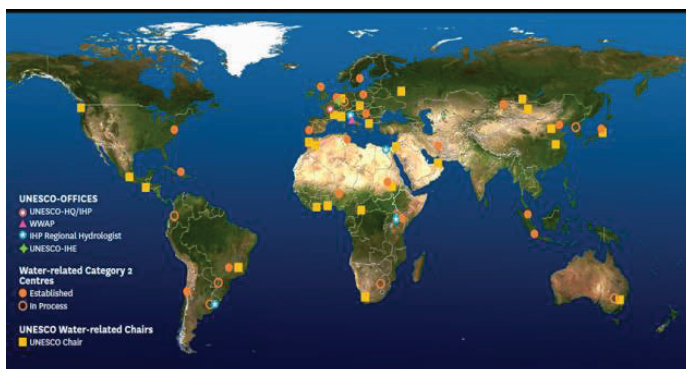 UNESCO-OFFICES
UNESCO-HQ/IHP
WWAP
IHP Regional Hydrologist
UNESCO-IHE
Water-related Category 2
Centres
Established
In Process
UNESCO Water-related Chairs
UNESCO Chair